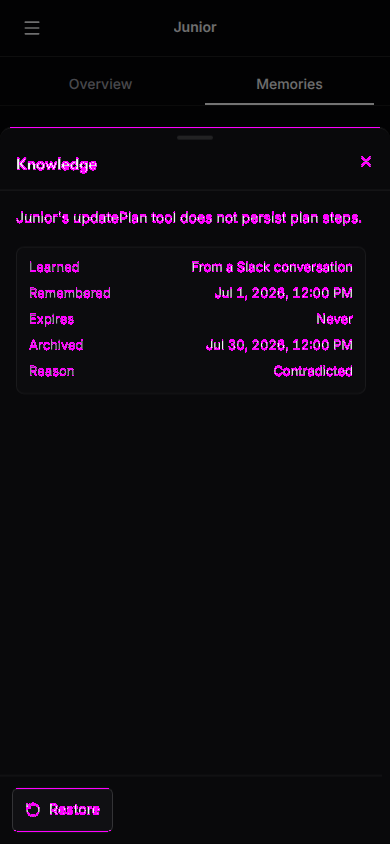 Junior
Overview
Memories
Knowledge
Junior's updatePlan tool does not persist plan steps.
Learned From a Slack conversation
Remembered Jul 1, 2026, 12:00 PM
Expires Never
Archived Jul 30, 2026, 12:00 PM
Reason Contradicted
Restore